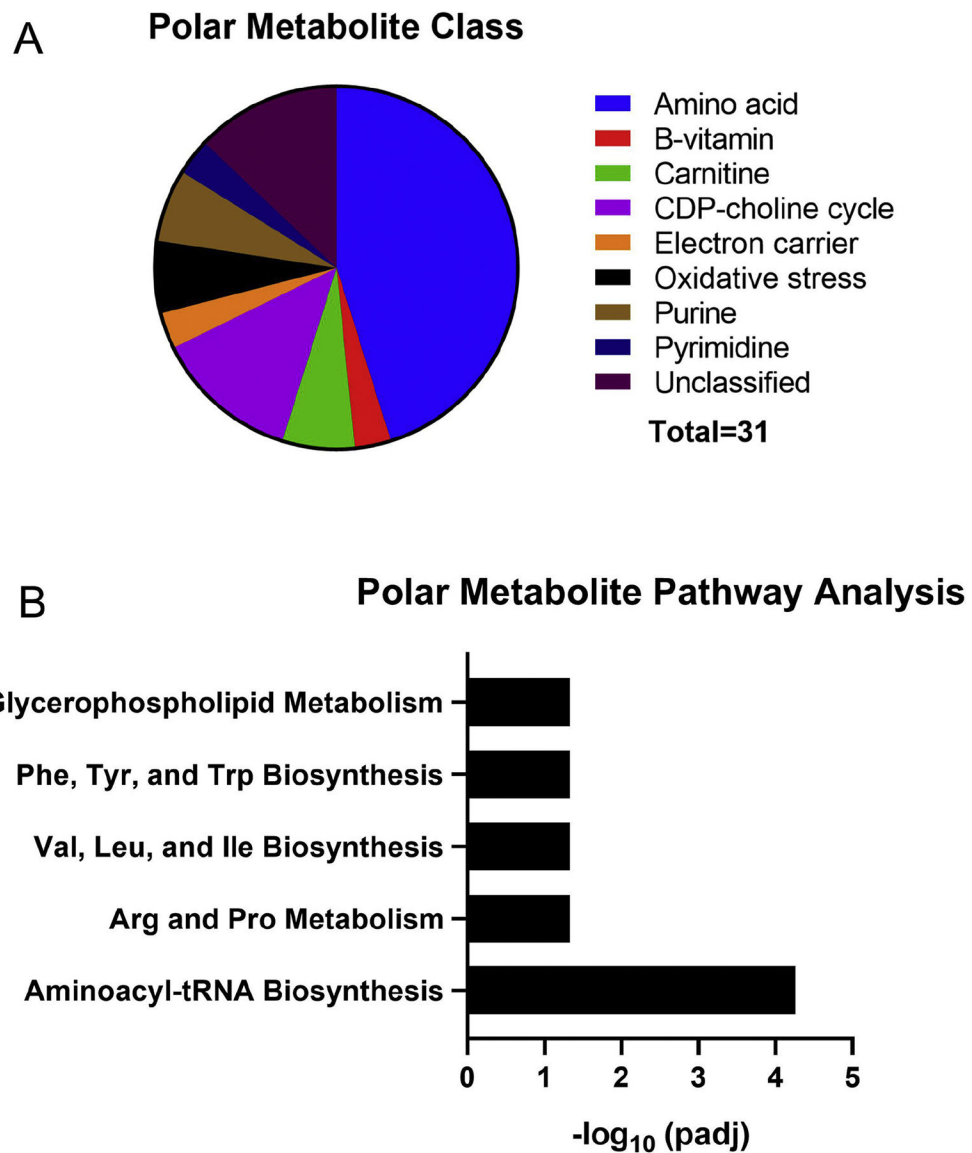 A
Polar Metabolite Class
Amino acid
B-vitamin
Carnitine
CDP-choline cycle
Electron carrier
Oxidative stress
Purine
Pyrimidine
Unclassified
Total=31
B
Polar Metabolite Pathway Analysis
Glycerophospholipid Metabolism
Phe, Tyr, and Trp Biosynthesis
Val, Leu, and Ile Biosynthesis
Arg and Pro Metabolism
Aminoacyl-tRNA Biosynthesis
0 1 2 3 4 5
-log₁₀ (padj)